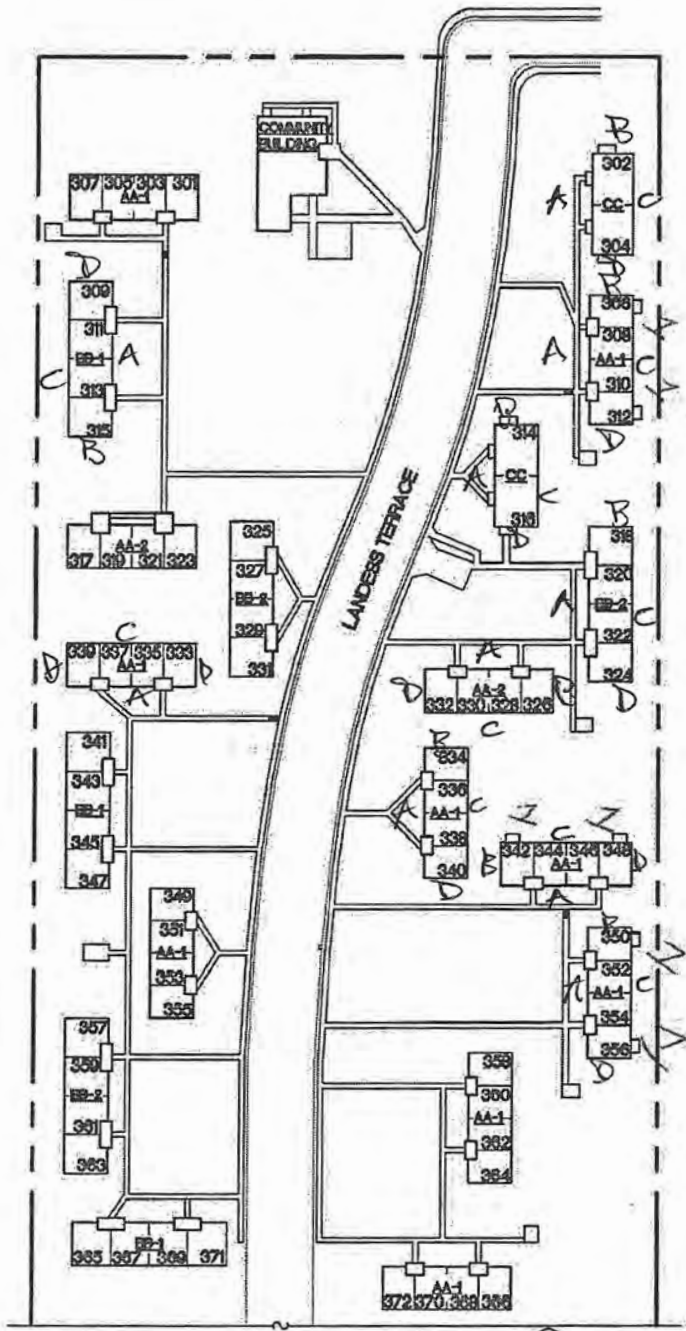 COMMUNITY
BUILDING
307 305 303 301
AA-1
B
302
A
CC
C
304
D
B
306
308
A
AA-1
C
310
312
D
D
309
311
BB-1
A
C
313
315
B
D
314
A
CC
C
316
D
LANDESS TERRACE
317 319 321 323
AA-2
325
327
BB-2
329
331
B
318
320
A
BB-2
C
322
324
D
C
339 337 335 333
B
AA-1
D
A
A
D
AA-2
B
332 330 328 326
C
341
343
BB-1
345
347
B
334
336
A
AA-1
C
338
340
D
C
342 344 346 348
B
AA-1
D
A
349
351
AA-1
353
355
B
350
352
A
AA-1
C
354
356
D
357
359
BB-2
361
363
358
360
AA-1
362
364
BB-1
365 367 369 371
AA-1
372 370 368 366